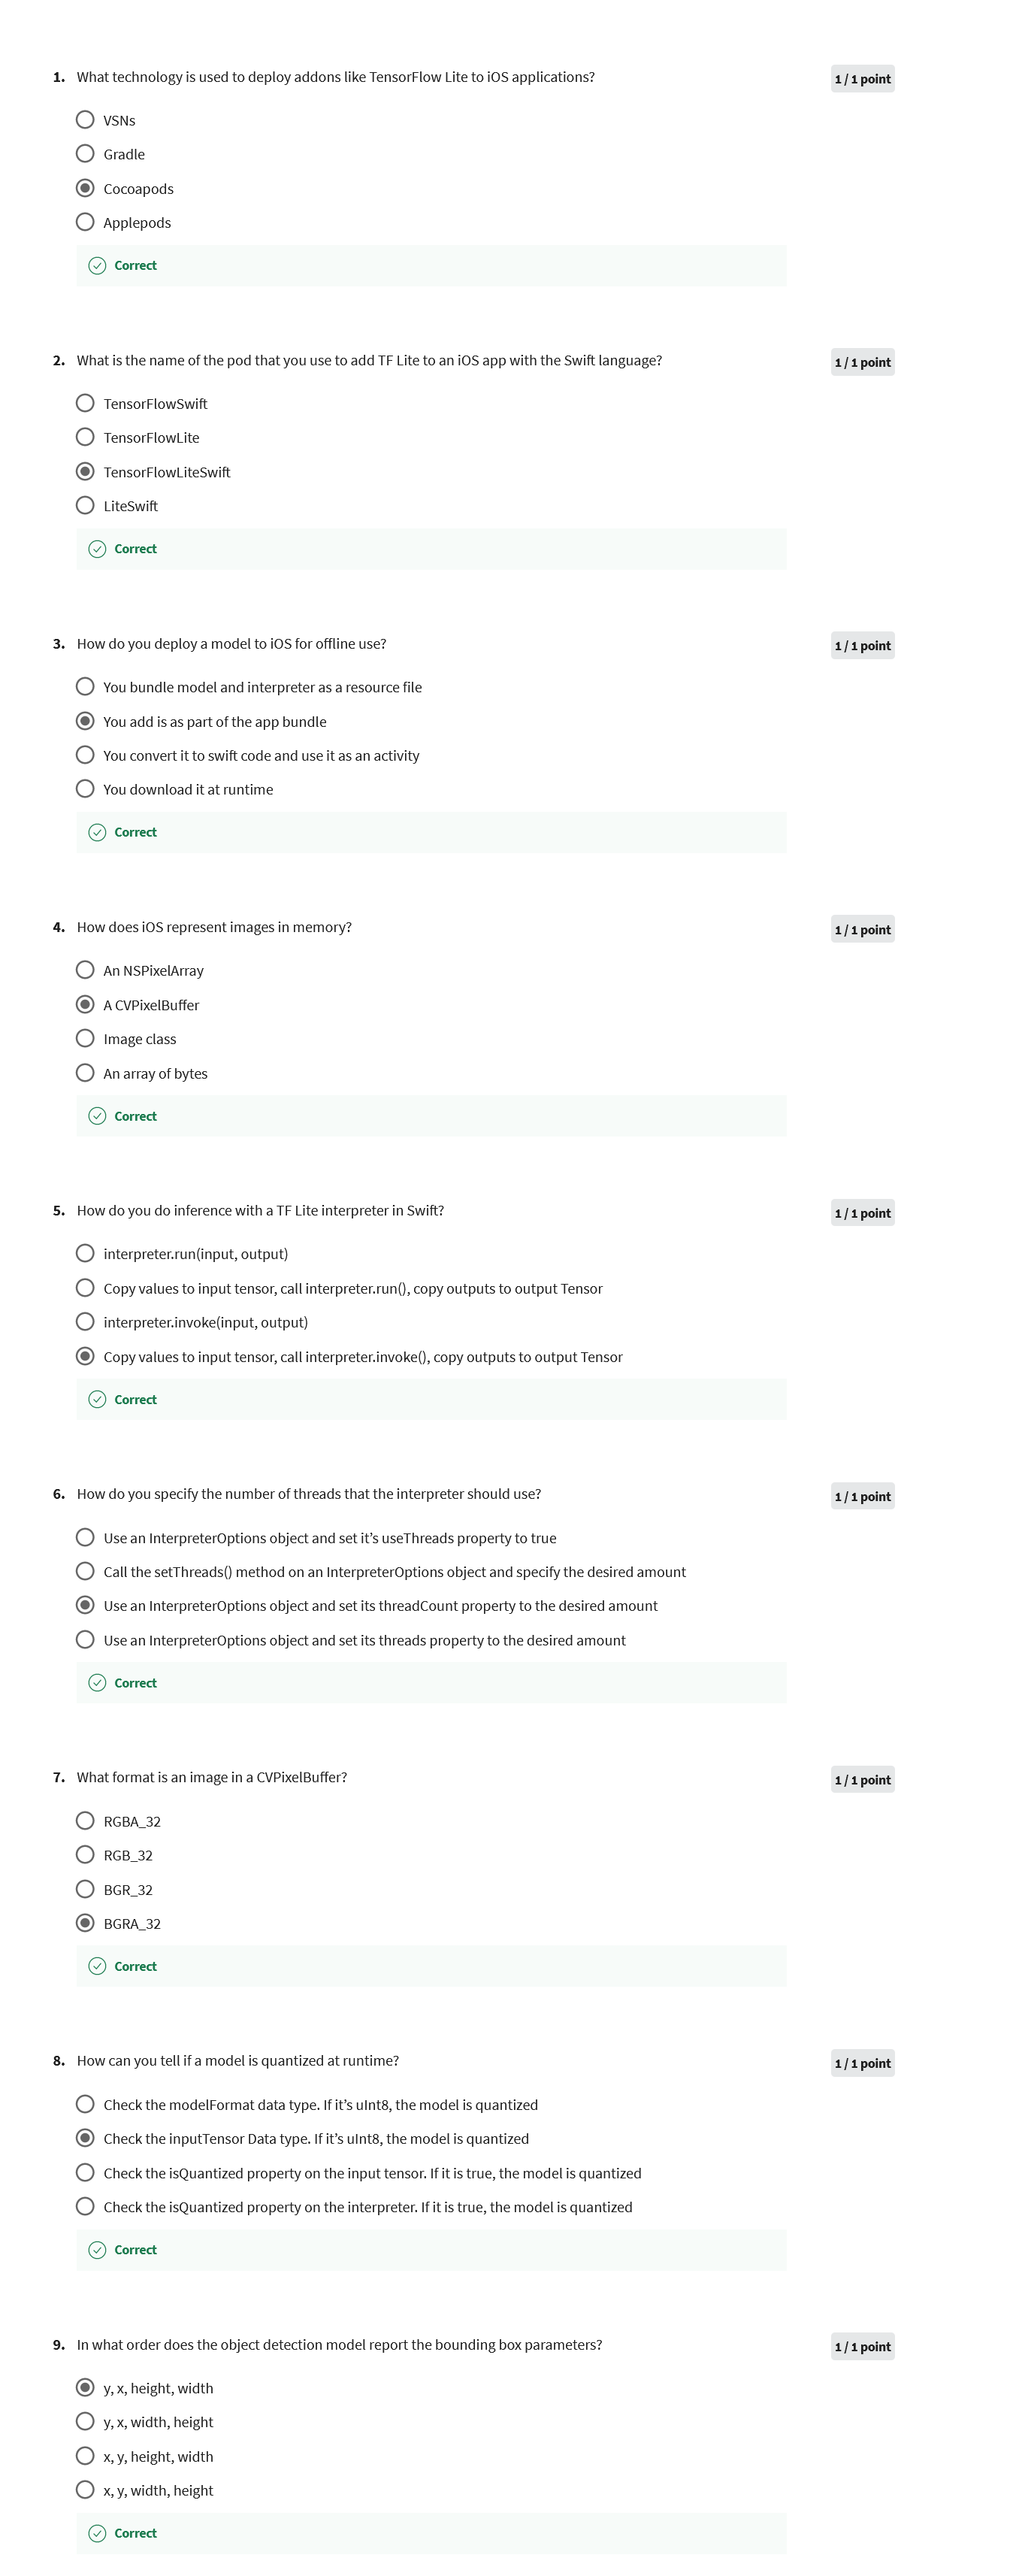 1. What technology is used to deploy addons like TensorFlow Lite to iOS applications? 1 / 1 point
VSNs
Gradle
Cocoapods
Applepods
Correct
2. What is the name of the pod that you use to add TF Lite to an iOS app with the Swift language? 1 / 1 point
TensorFlowSwift
TensorFlowLite
TensorFlowLiteSwift
LiteSwift
Correct
3. How do you deploy a model to iOS for offline use? 1 / 1 point
You bundle model and interpreter as a resource file
You add is as part of the app bundle
You convert it to swift code and use it as an activity
You download it at runtime
Correct
4. How does iOS represent images in memory? 1 / 1 point
An NSPixelArray
A CVPixelBuffer
Image class
An array of bytes
Correct
5. How do you do inference with a TF Lite interpreter in Swift? 1 / 1 point
interpreter.run(input, output)
Copy values to input tensor, call interpreter.run(), copy outputs to output Tensor
interpreter.invoke(input, output)
Copy values to input tensor, call interpreter.invoke(), copy outputs to output Tensor
Correct
6. How do you specify the number of threads that the interpreter should use? 1 / 1 point
Use an InterpreterOptions object and set it’s useThreads property to true
Call the setThreads() method on an InterpreterOptions object and specify the desired amount
Use an InterpreterOptions object and set its threadCount property to the desired amount
Use an InterpreterOptions object and set its threads property to the desired amount
Correct
7. What format is an image in a CVPixelBuffer? 1 / 1 point
RGBA_32
RGB_32
BGR_32
BGRA_32
Correct
8. How can you tell if a model is quantized at runtime? 1 / 1 point
Check the modelFormat data type. If it’s uInt8, the model is quantized
Check the inputTensor Data type. If it’s uInt8, the model is quantized
Check the isQuantized property on the input tensor. If it is true, the model is quantized
Check the isQuantized property on the interpreter. If it is true, the model is quantized
Correct
9. In what order does the object detection model report the bounding box parameters? 1 / 1 point
y, x, height, width
y, x, width, height
x, y, height, width
x, y, width, height
Correct